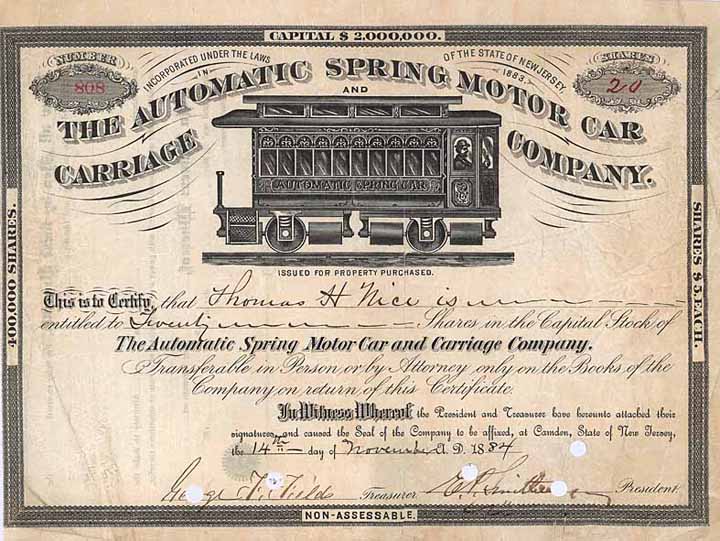 CAPITAL $ 2,000,000.
NUMBER
808
INCORPORATED UNDER THE LAWS OF THE STATE OF NEW JERSEY,
IN 1883.
SHARES
20
THE AUTOMATIC SPRING MOTOR CAR
AND
CARRIAGE COMPANY.
AUTOMATIC SPRING CAR
ISSUED FOR PROPERTY PURCHASED.
400,000 SHARES.
SHARES $5 EACH.
This is to Certify, that Thomas H Nice is
entitled to Twenty Shares in the Capital Stock of
The Automatic Spring Motor Car and Carriage Company.
Transferable in Person or by Attorney only on the Books of the
Company on return of this Certificate.
In Witness Whereof the President and Treasurer have hereunto attached their
signatures and caused the Seal of the Company to be affixed, at Camden, State of New Jersey,
the 14th day of November A. D. 1884
George F. Fields Treasurer President.
NON-ASSESSABLE.